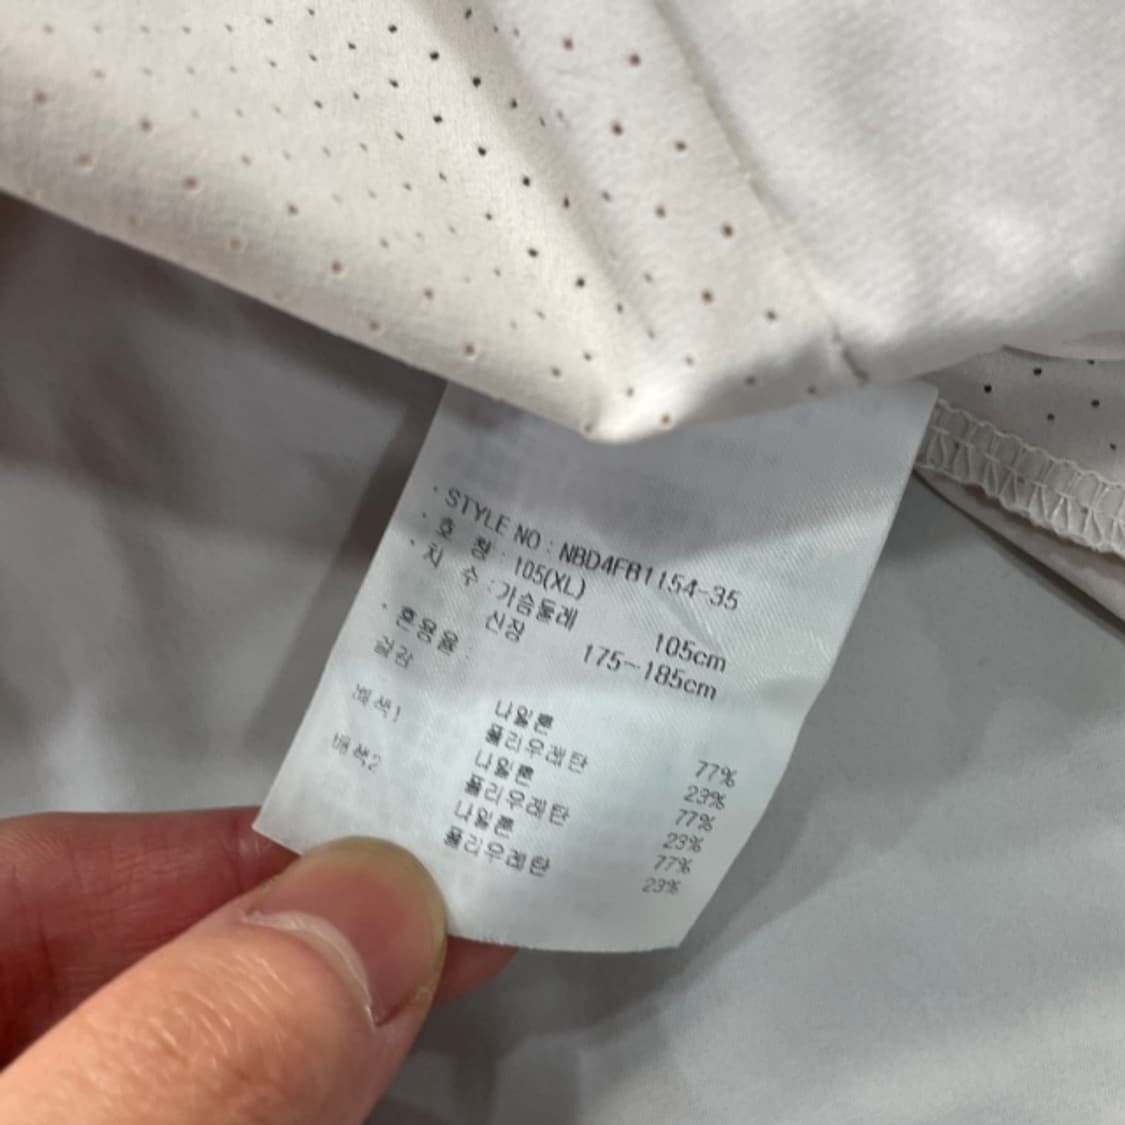 · STYLE NO : NBD4FB1154-35
· 호 칭 : 105(XL)
· 치 수 : 가슴둘레 105cm
신장 175~185cm
· 혼용율 :
겉감 나일론 77%
폴리우레탄 23%
배색1 나일론 77%
폴리우레탄 23%
배색2 나일론 77%
폴리우레탄 23%